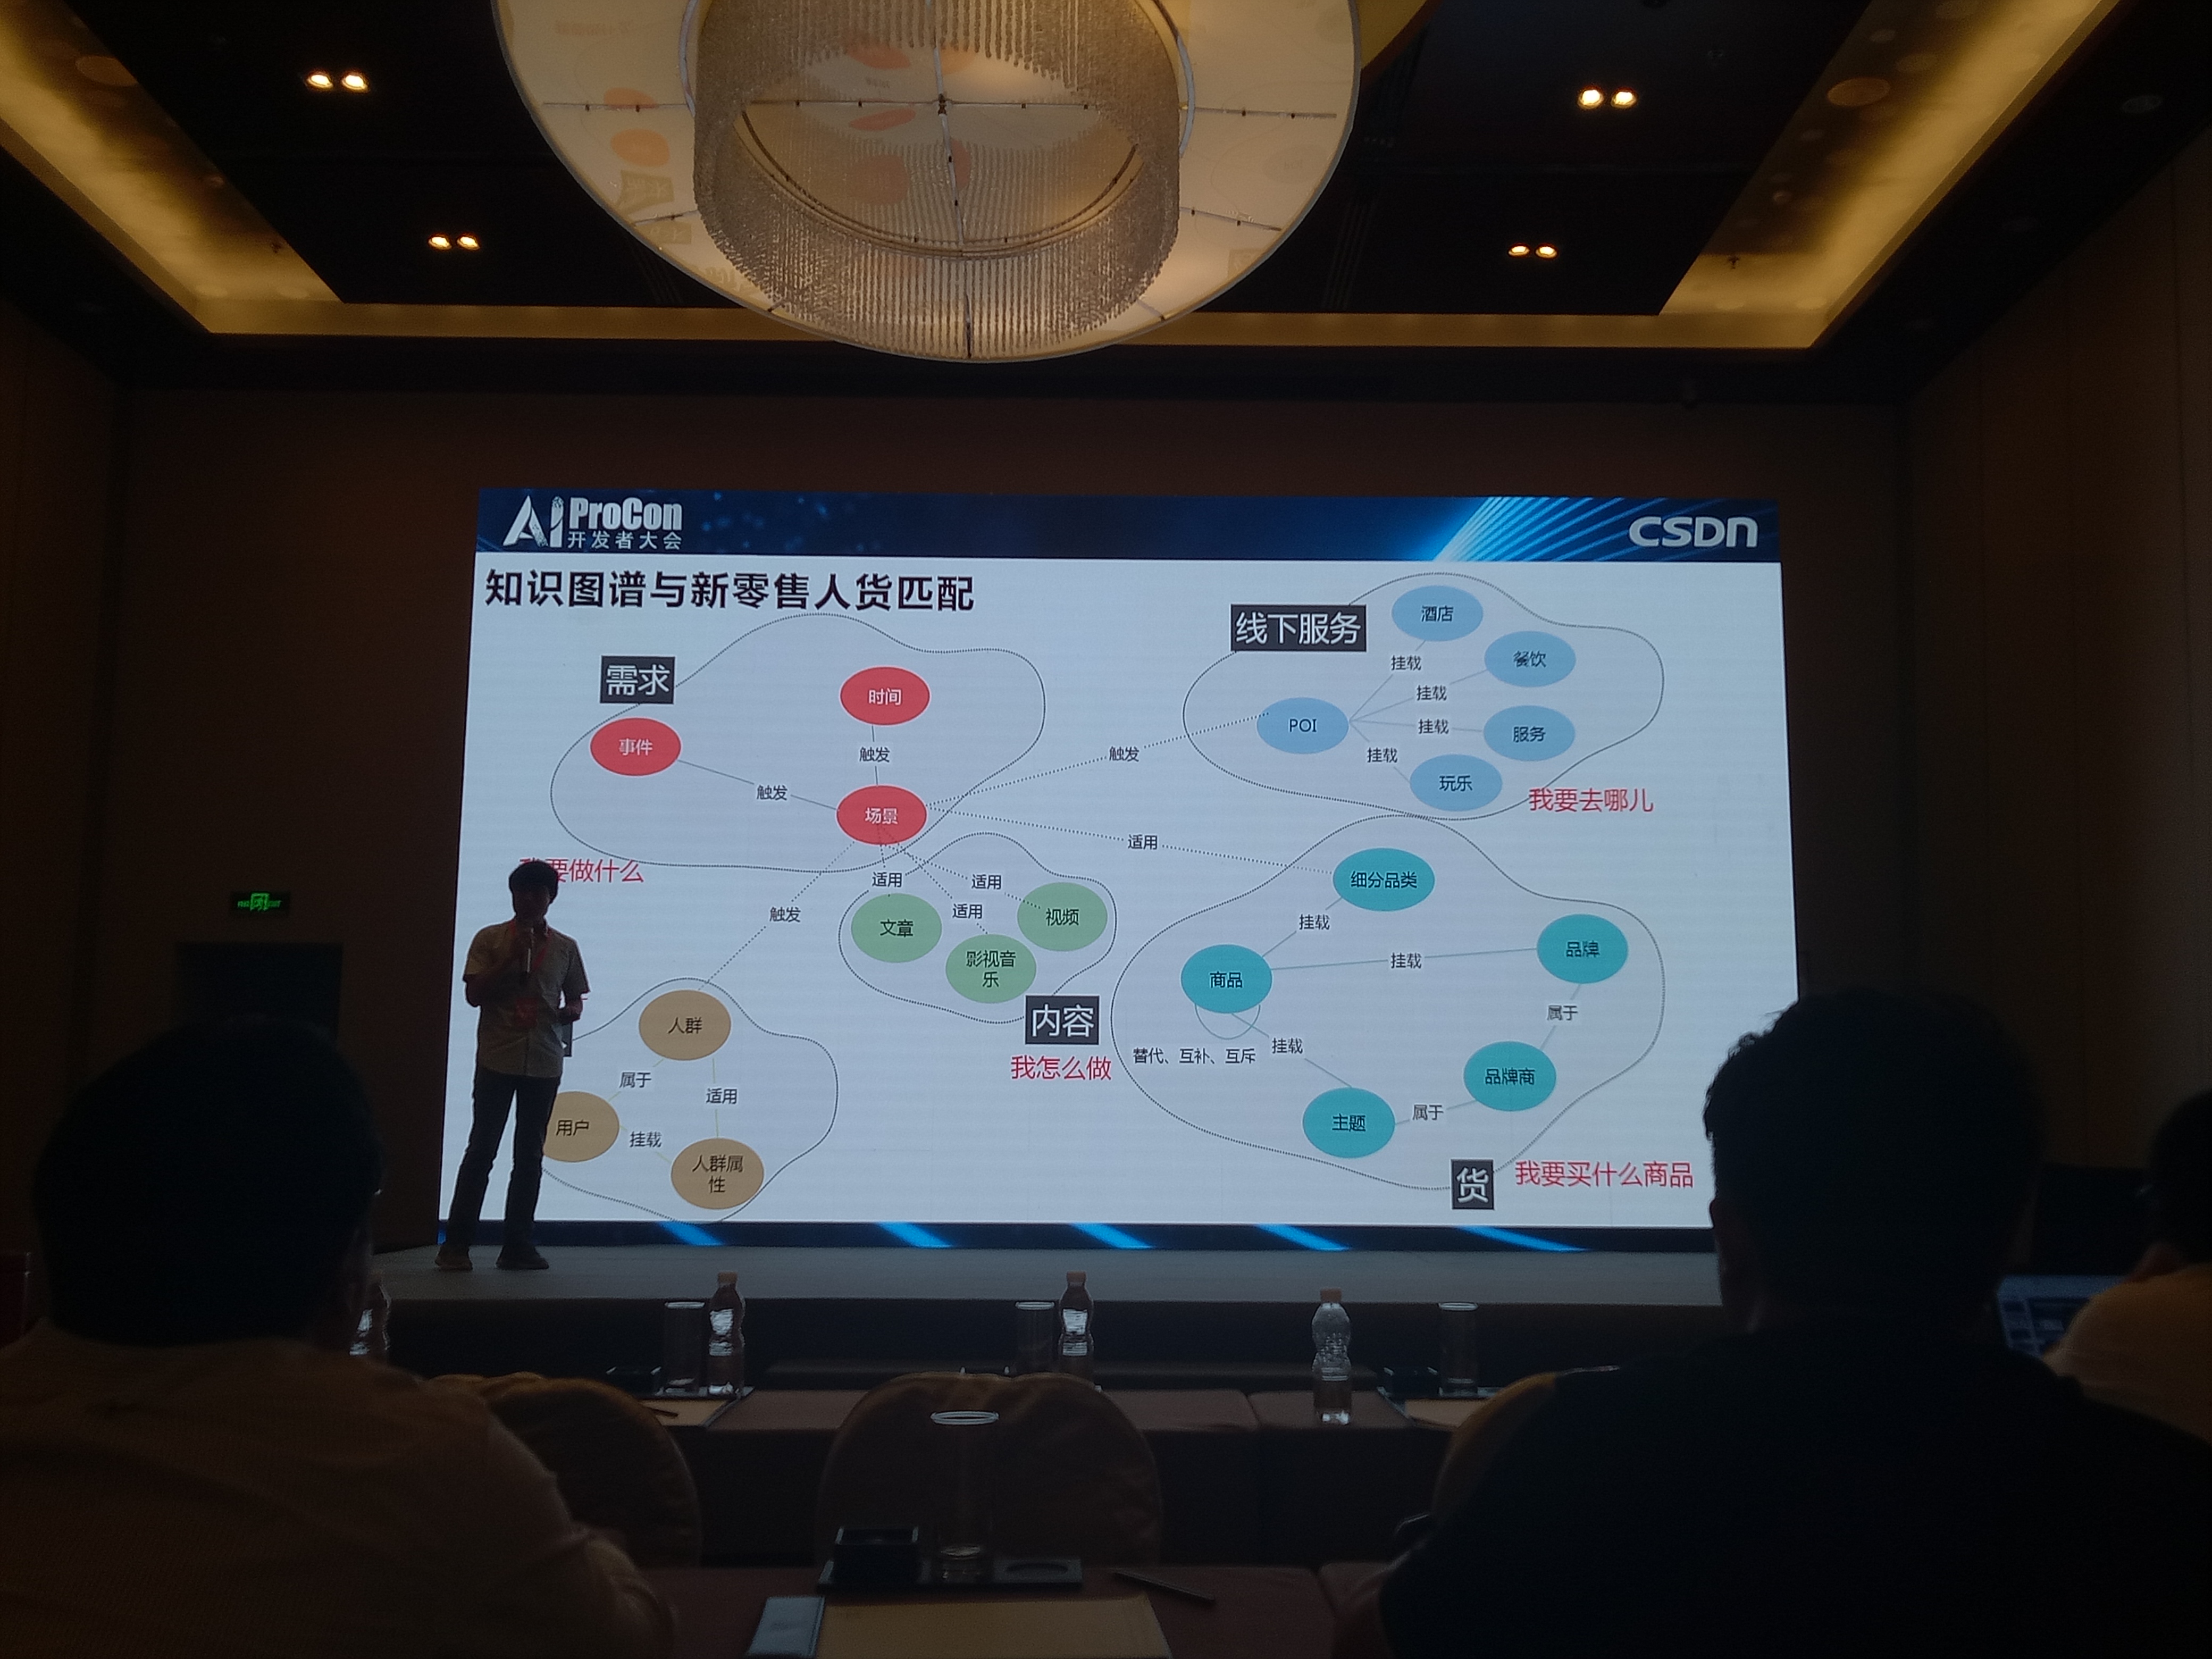 AI ProCon
开发者大会
CSDN
知识图谱与新零售人货匹配
需求
时间
事件
触发
触发
场景
要做什么
线下服务
酒店
挂载
餐饮
挂载
POI
挂载
服务
挂载
玩乐
我要去哪儿
触发
适用
触发
适用
适用
适用
文章
视频
影视音
乐
内容
我怎么做
细分品类
挂载
品牌
挂载
商品
属于
替代、互补、互斥
挂载
品牌商
主题
属于
货
我要买什么商品
人群
属于
适用
用户
挂载
人群属
性